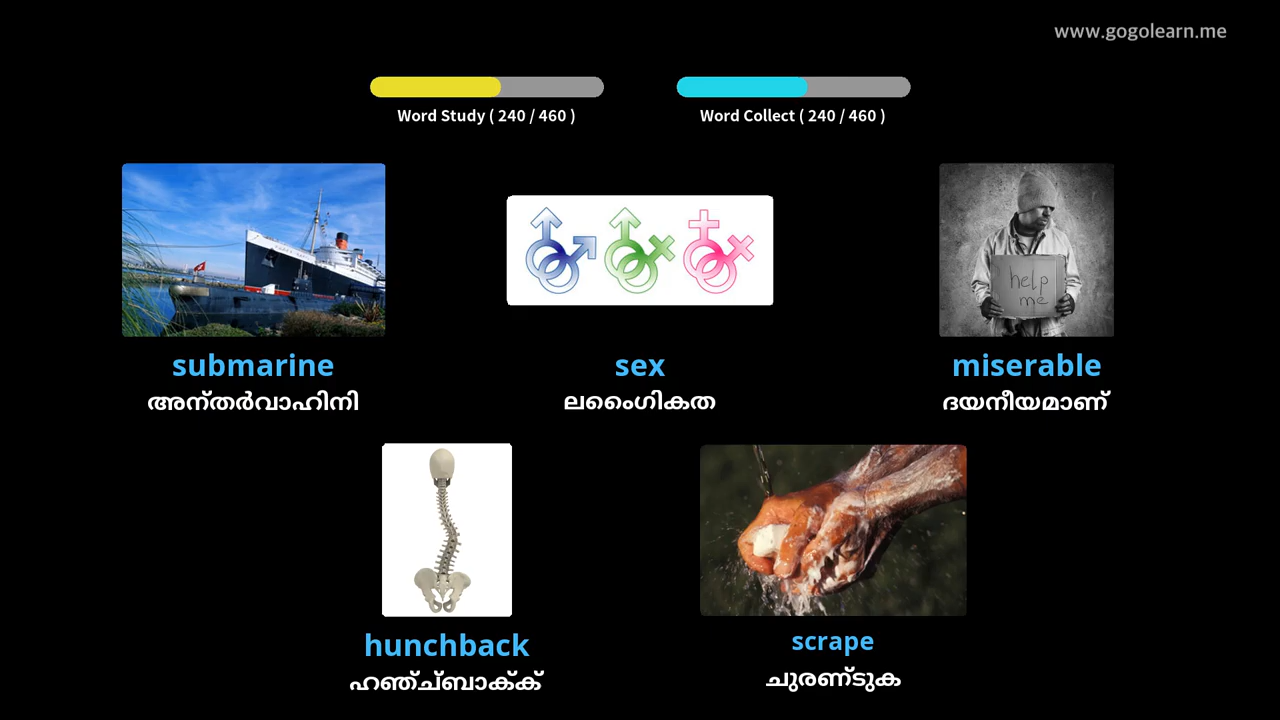 www.gogolearn.me
Word Study ( 240 / 460 )
Word Collect ( 240 / 460 )
help
me
submarine
sex
miserable
അന്തർവാഹിനി
ലൈംഗികത
ദയനീയമാണ്
hunchback
scrape
ഹഞ്ച്ബാക്ക്
ചുരണ്ടുക